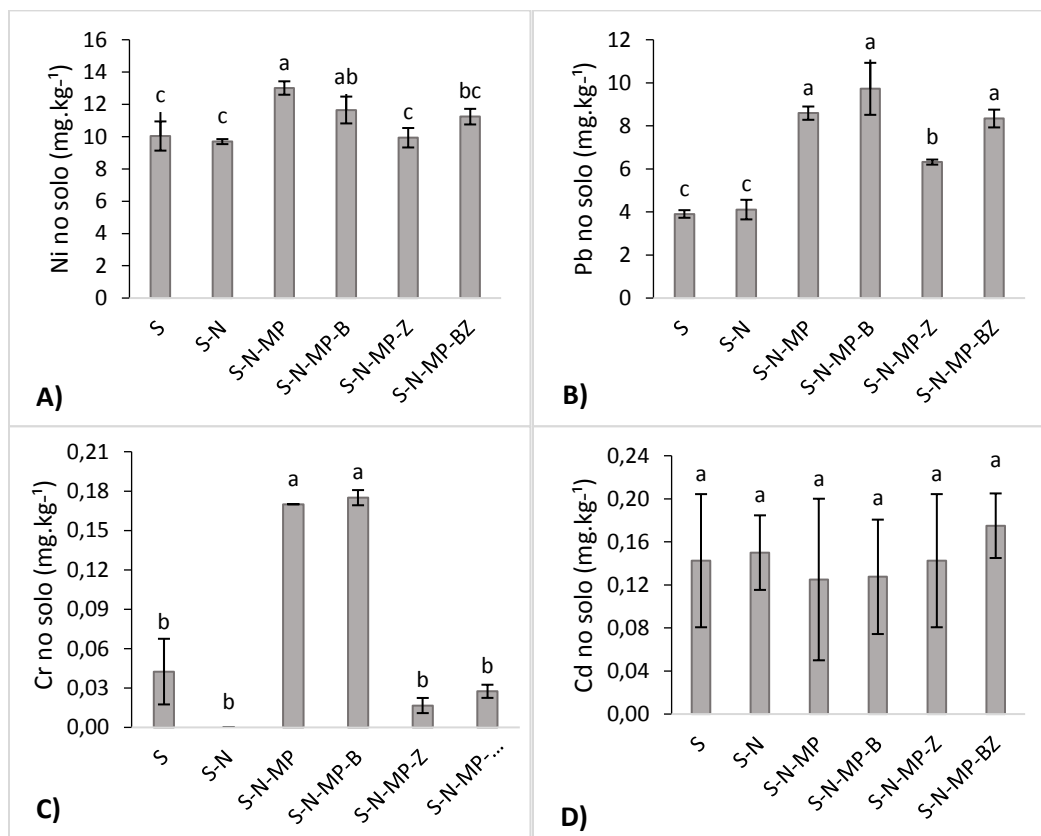 Ni no solo (mg.kg⁻¹)
16
14
12
10
8
6
4
2
0
c
c
a
ab
c
bc
S
S-N
S-N-MP
S-N-MP-B
S-N-MP-Z
S-N-MP-BZ
A)
Pb no solo (mg.kg⁻¹)
12
10
8
6
4
2
0
c
c
a
a
b
a
S
S-N
S-N-MP
S-N-MP-B
S-N-MP-Z
S-N-MP-BZ
B)
Cr no solo (mg.kg⁻¹)
0,21
0,18
0,15
0,12
0,09
0,06
0,03
0,00
b
b
a
a
b
b
S
S-N
S-N-MP
S-N-MP-B
S-N-MP-Z
S-N-MP-...
C)
Cd no solo (mg.kg⁻¹)
0,24
0,20
0,16
0,12
0,08
0,04
0,00
a
a
a
a
a
a
S
S-N
S-N-MP
S-N-MP-B
S-N-MP-Z
S-N-MP-BZ
D)